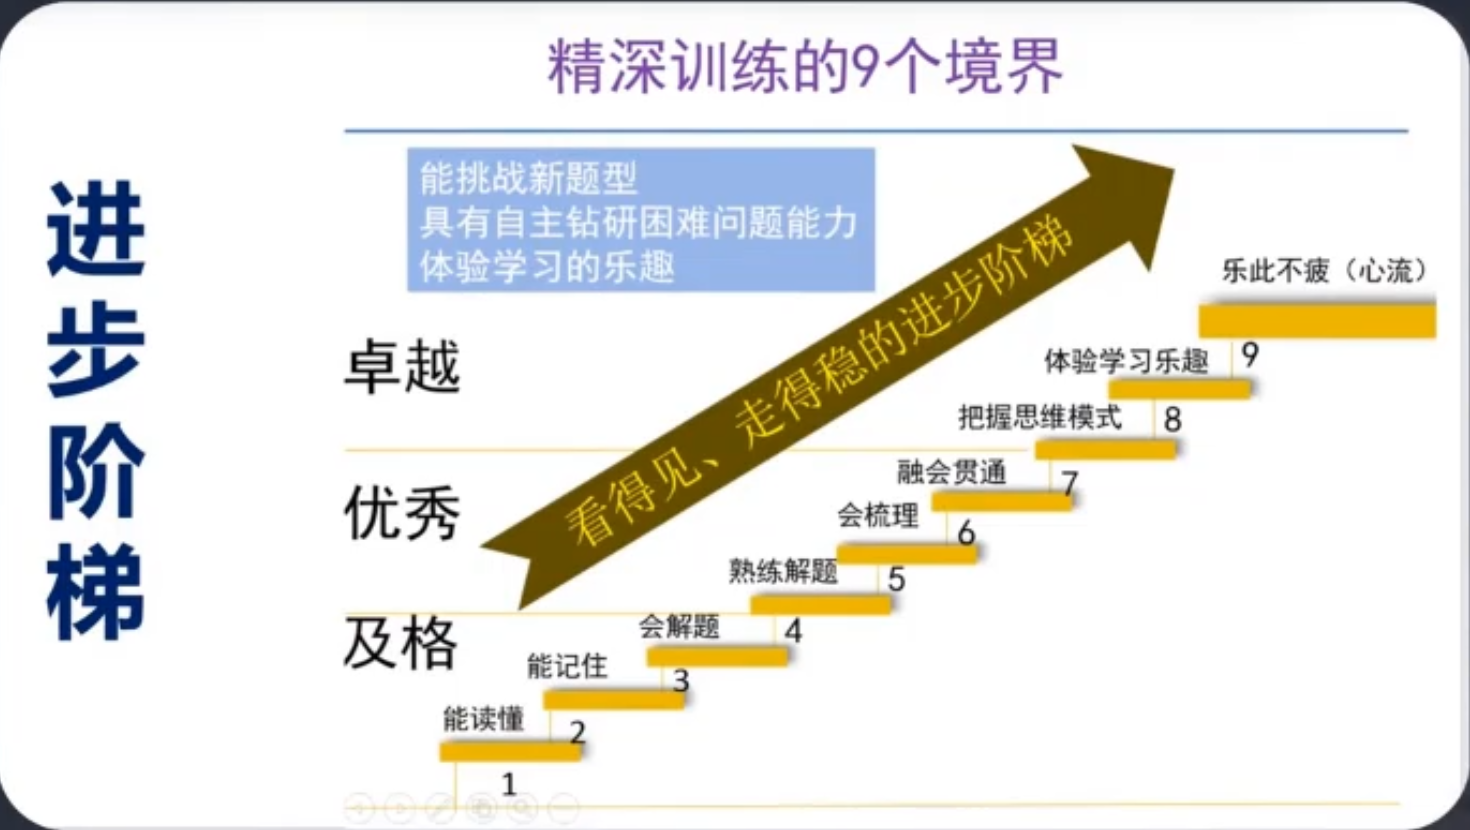 精深训练的9个境界
进步阶梯
能挑战新题型
具有自主钻研困难问题能力
体验学习的乐趣
看得见、走得稳的进步阶梯
卓越
优秀
及格
乐此不疲（心流）
9
体验学习乐趣
8
把握思维模式
7
融会贯通
6
会梳理
5
熟练解题
4
会解题
3
能记住
2
能读懂
1